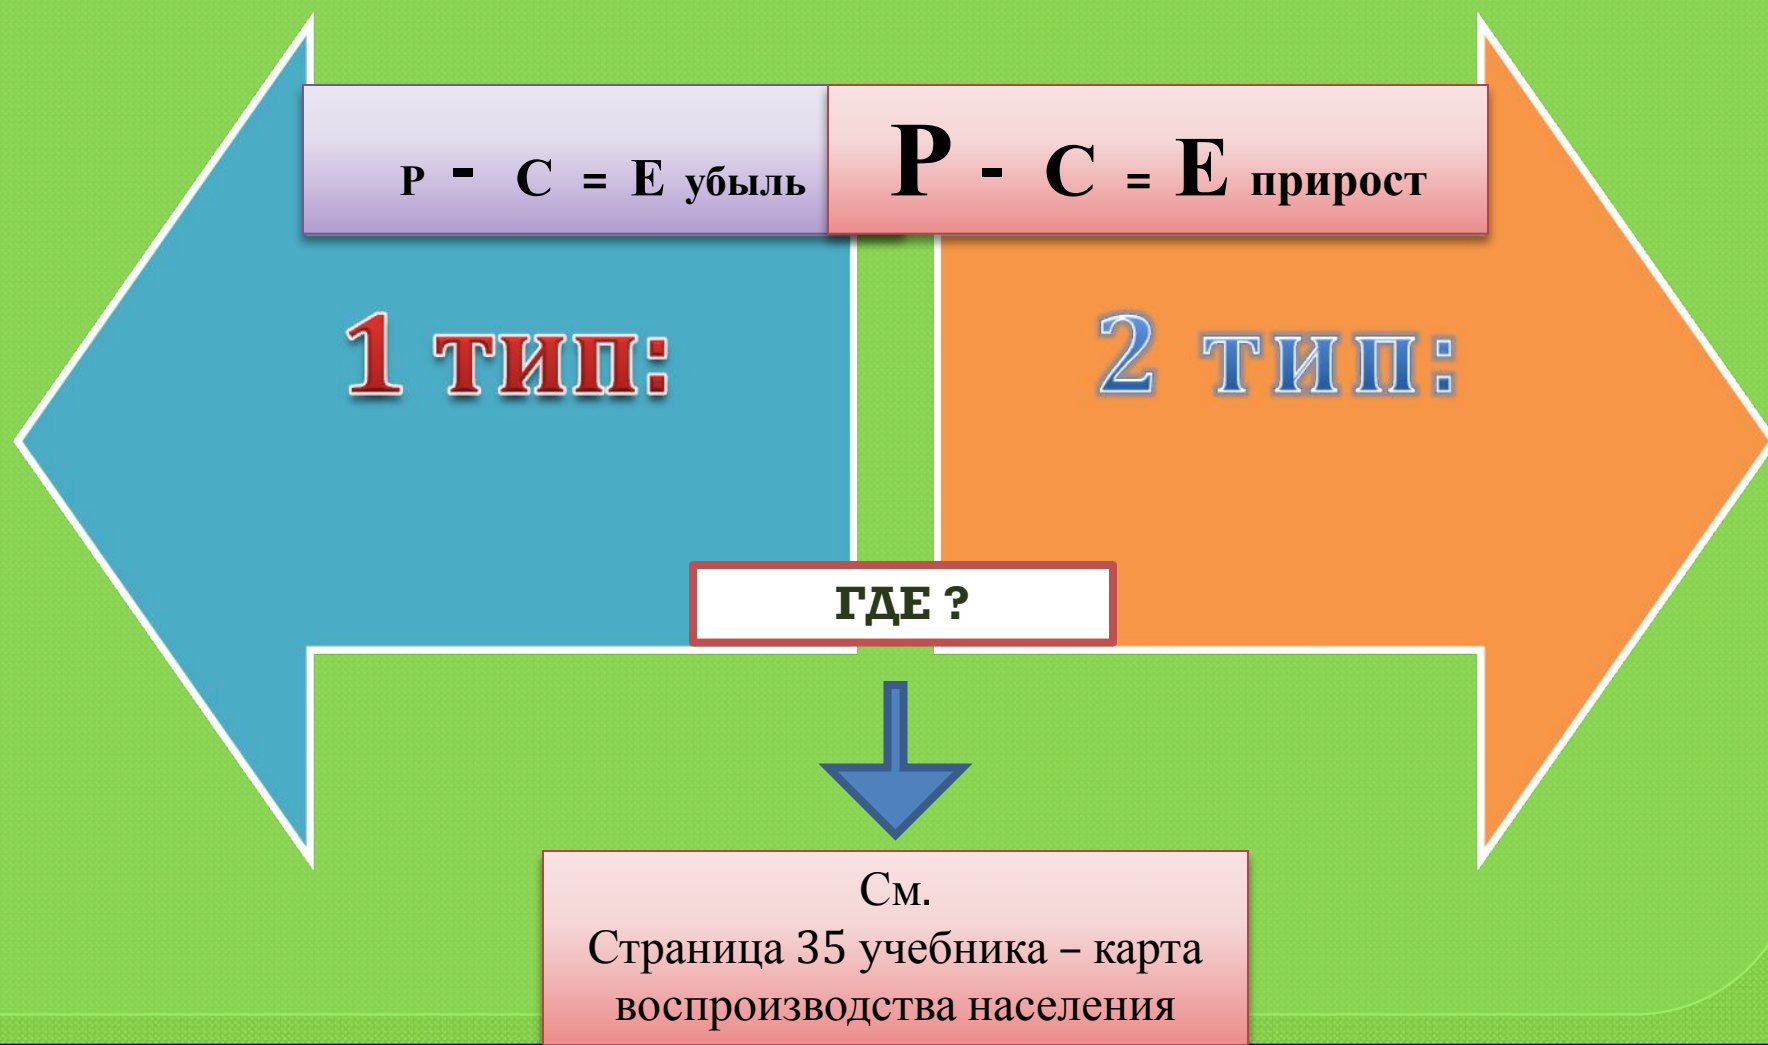 Р - С = Е убыль
Р - С = Е прирост
1 тип:
2 тип:
ГДЕ ?
См.
Страница 35 учебника – карта
воспроизводства населения